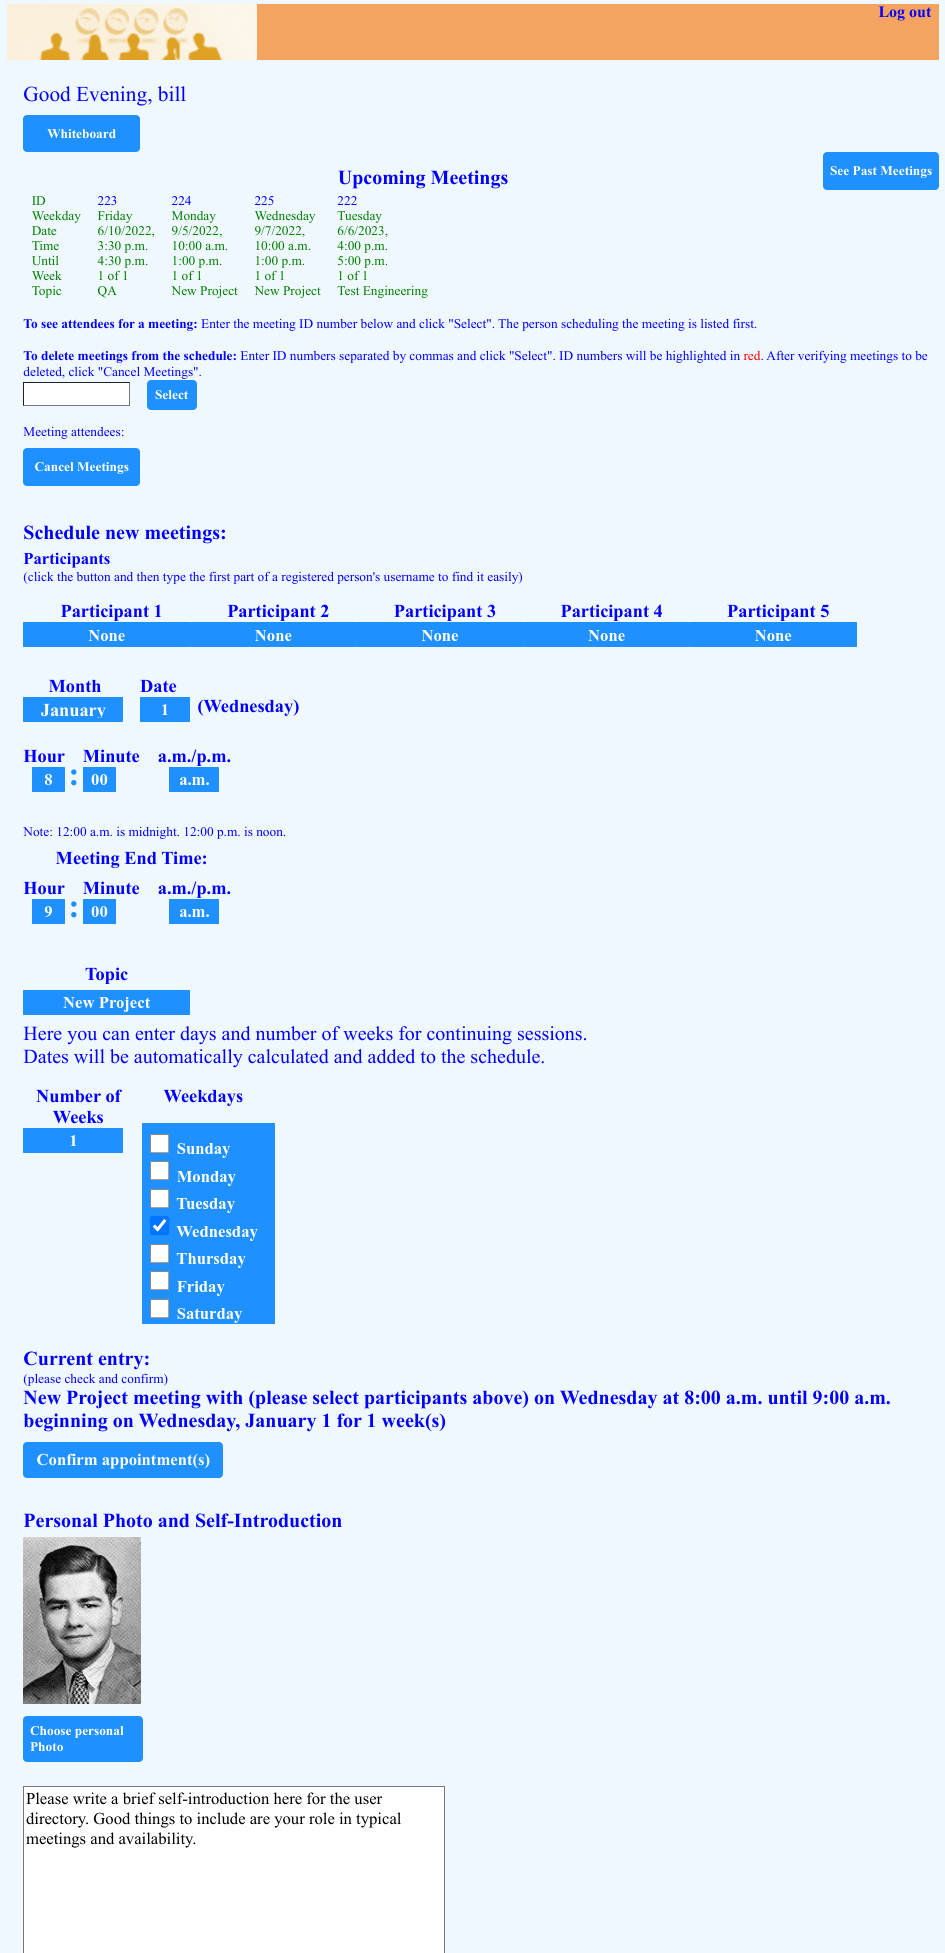 Log out
Good Evening, bill
Whiteboard
See Past Meetings
Upcoming Meetings
ID 223 224 225 222
Weekday Friday Monday Wednesday Tuesday
Date 6/10/2022, 9/5/2022, 9/7/2022, 6/6/2023,
Time 3:30 p.m. 10:00 a.m. 10:00 a.m. 4:00 p.m.
Until 4:30 p.m. 1:00 p.m. 1:00 p.m. 5:00 p.m.
Week 1 of 1 1 of 1 1 of 1 1 of 1
Topic QA New Project New Project Test Engineering
To see attendees for a meeting: Enter the meeting ID number below and click "Select". The person scheduling the meeting is listed first.
To delete meetings from the schedule: Enter ID numbers separated by commas and click "Select". ID numbers will be highlighted in red. After verifying meetings to be
deleted, click "Cancel Meetings".
Select
Meeting attendees:
Cancel Meetings
Schedule new meetings:
Participants
(click the button and then type the first part of a registered person's username to find it easily)
Participant 1 Participant 2 Participant 3 Participant 4 Participant 5
None None None None None
Month Date
January 1 (Wednesday)
Hour Minute a.m./p.m.
8 : 00 a.m.
Note: 12:00 a.m. is midnight. 12:00 p.m. is noon.
Meeting End Time:
Hour Minute a.m./p.m.
9 : 00 a.m.
Topic
New Project
Here you can enter days and number of weeks for continuing sessions.
Dates will be automatically calculated and added to the schedule.
Number of
Weeks
1
Weekdays
Sunday
Monday
Tuesday
Wednesday
Thursday
Friday
Saturday
Current entry:
(please check and confirm)
New Project meeting with (please select participants above) on Wednesday at 8:00 a.m. until 9:00 a.m.
beginning on Wednesday, January 1 for 1 week(s)
Confirm appointment(s)
Personal Photo and Self-Introduction
Choose personal
Photo
Please write a brief self-introduction here for the user
directory. Good things to include are your role in typical
meetings and availability.